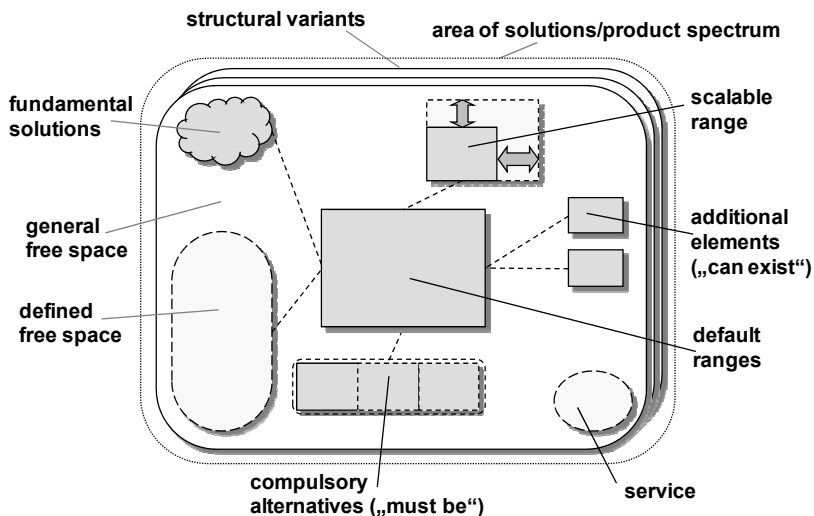 structural variants
area of solutions/product spectrum
fundamental
solutions
scalable
range
general
free space
additional
elements
(„can exist“)
defined
free space
default
ranges
compulsory
alternatives („must be“)
service